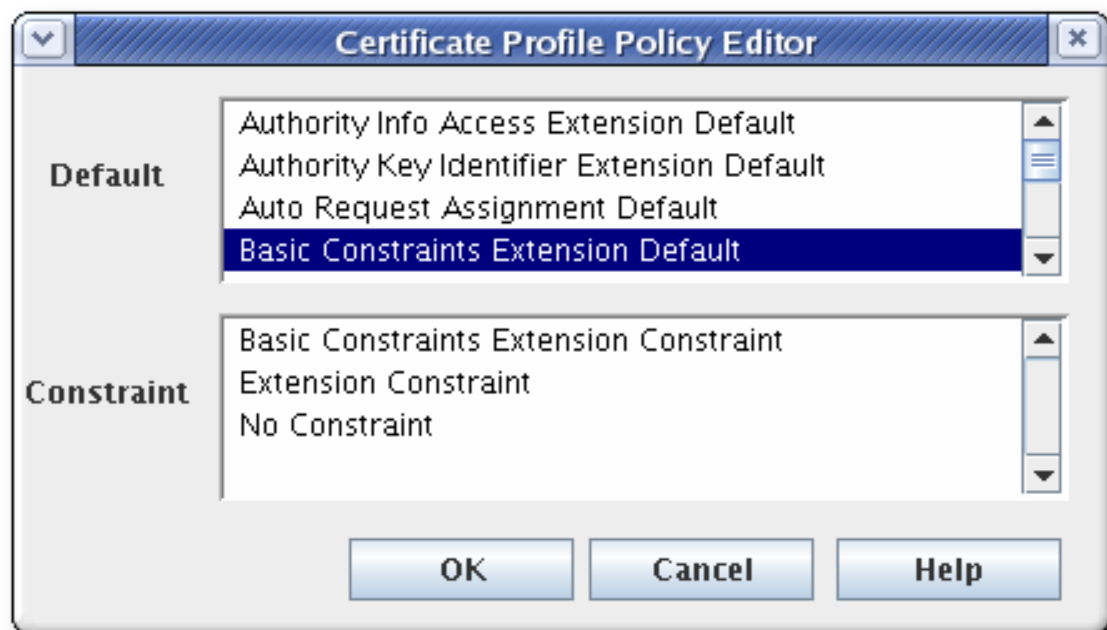 Certificate Profile Policy Editor
Default
Authority Info Access Extension Default
Authority Key Identifier Extension Default
Auto Request Assignment Default
Basic Constraints Extension Default
Constraint
Basic Constraints Extension Constraint
Extension Constraint
No Constraint
OK Cancel Help